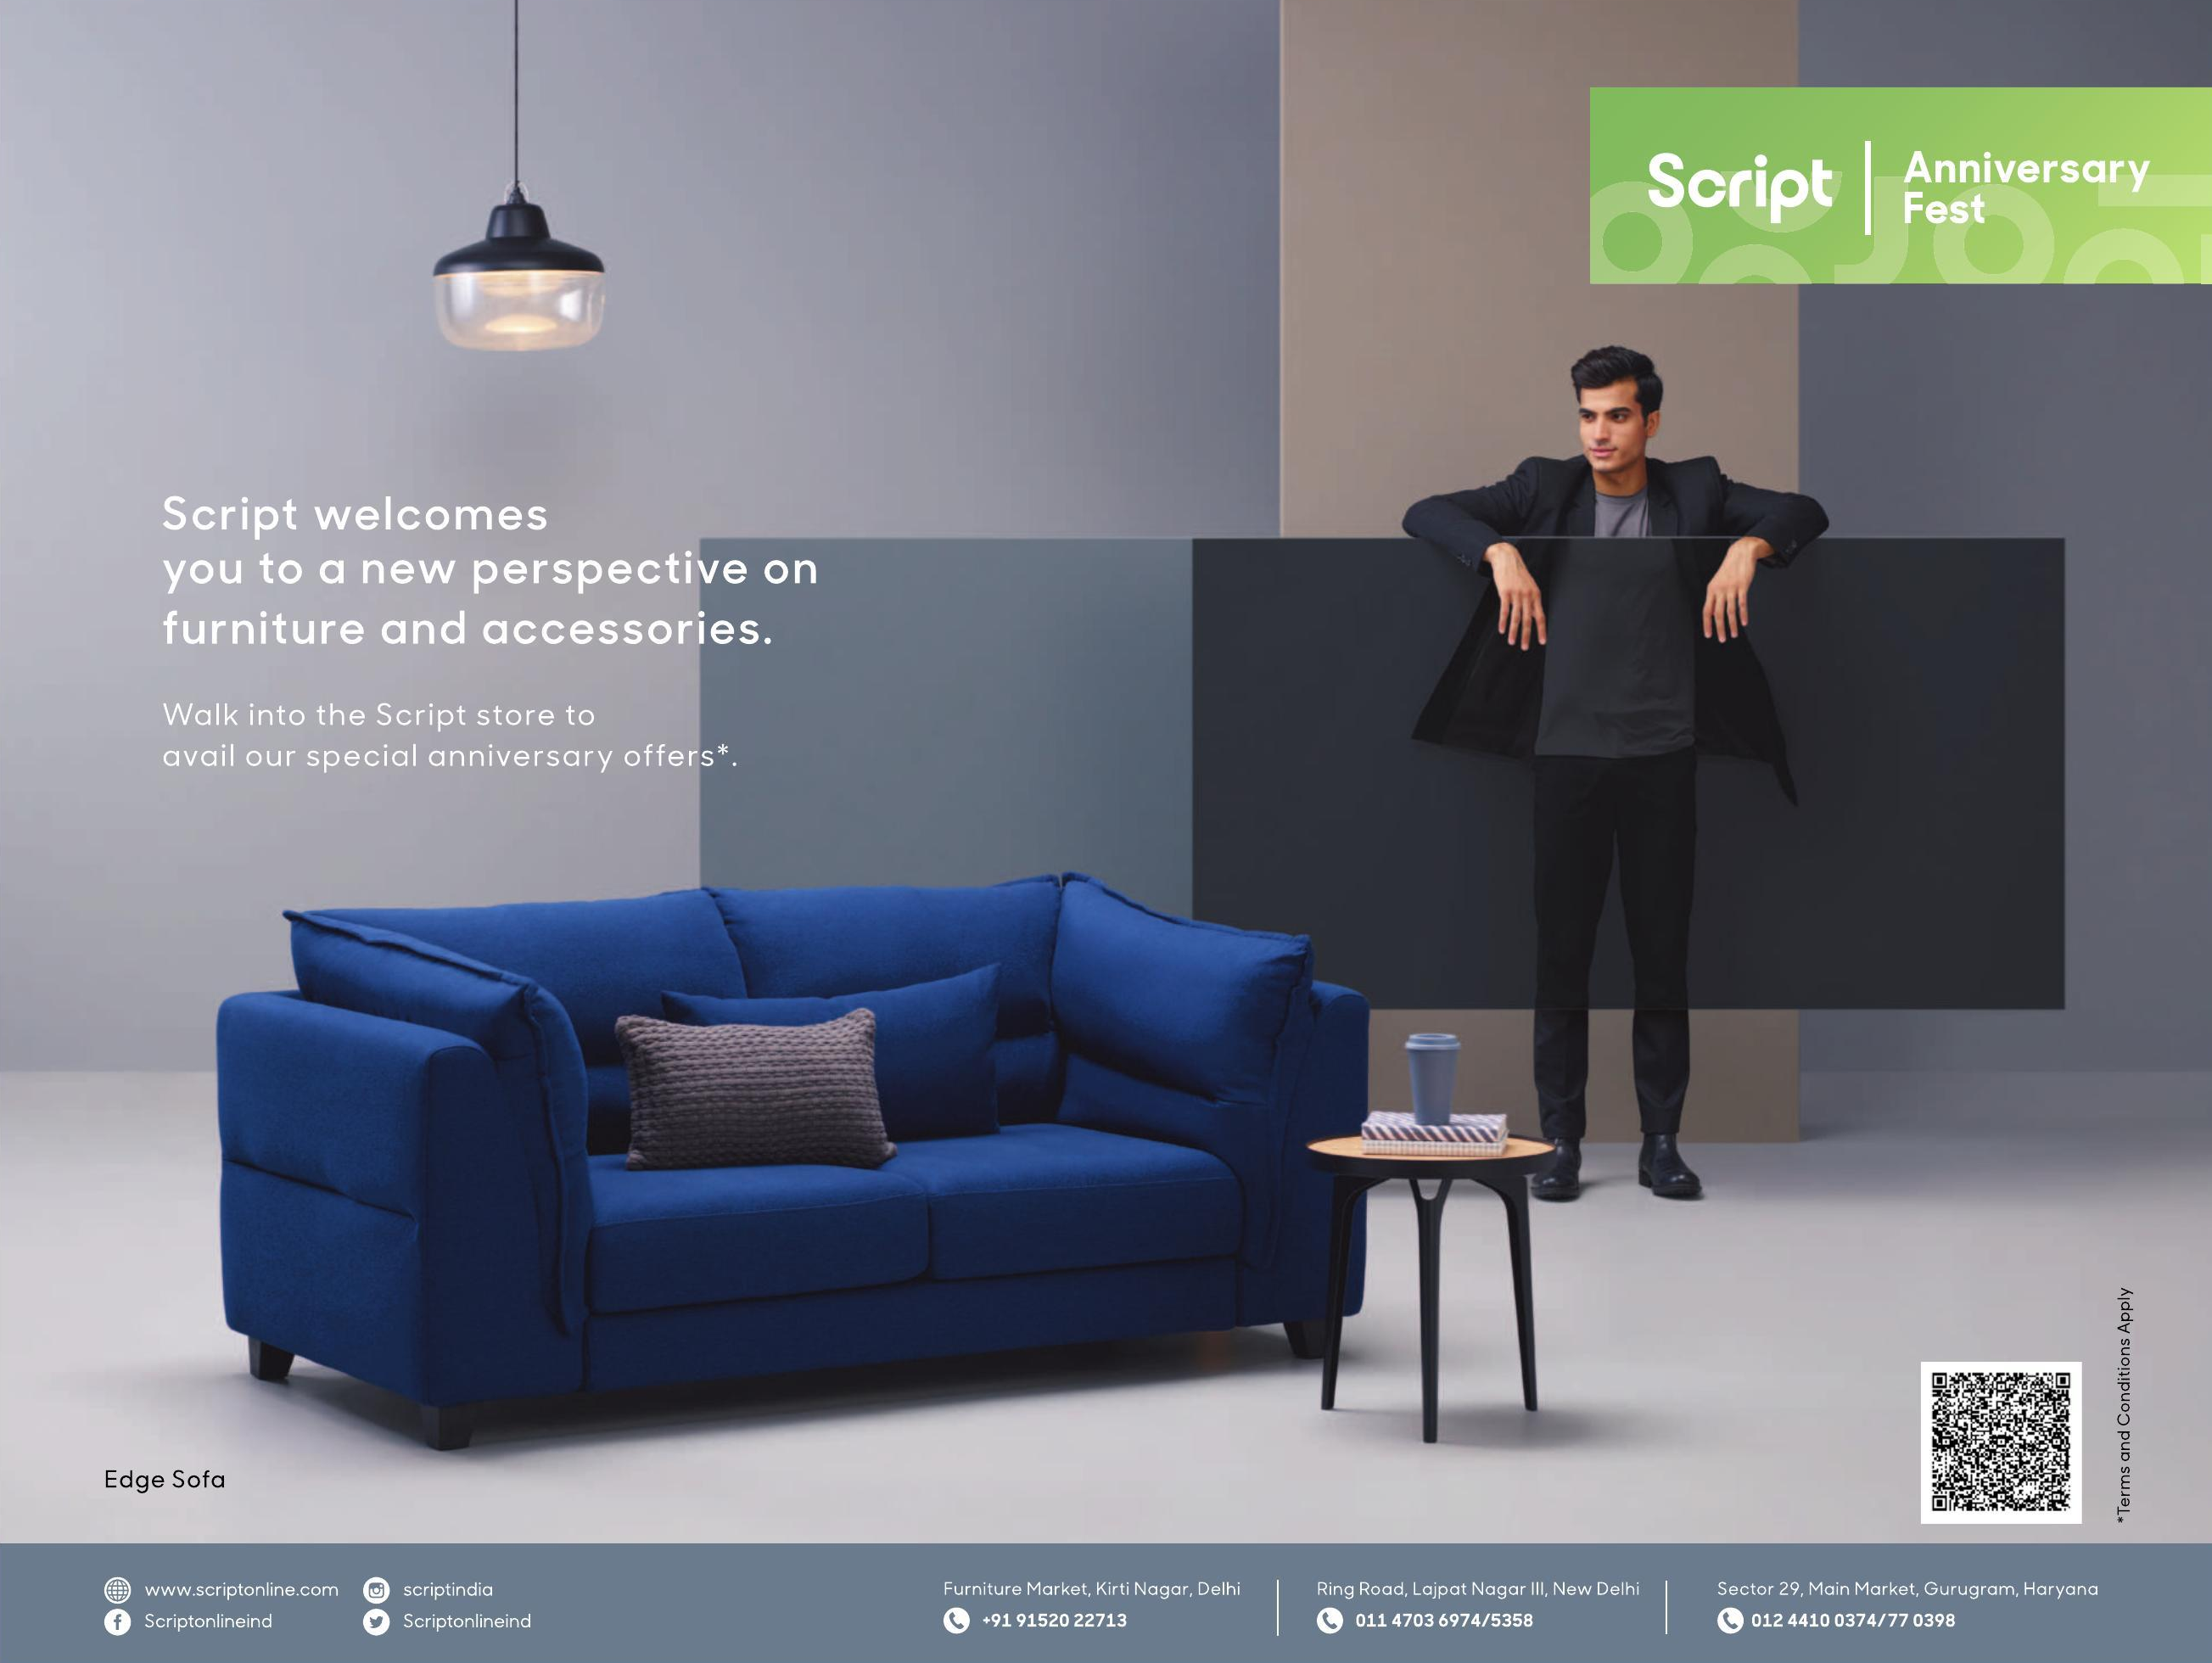 Script
Anniversary
Fest
Script welcomes
you to a new perspective on
furniture and accessories.
Walk into the Script store to
avail our special anniversary offers*.
Edge Sofa
*Terms and Conditions Apply
www.scriptonline.com
scriptindia
Scriptonlineind
Scriptonlineind
Furniture Market, Kirti Nagar, Delhi
+91 91520 22713
Ring Road, Lajpat Nagar III, New Delhi
011 4703 6974/5358
Sector 29, Main Market, Gurugram, Haryana
012 4410 0374/77 0398